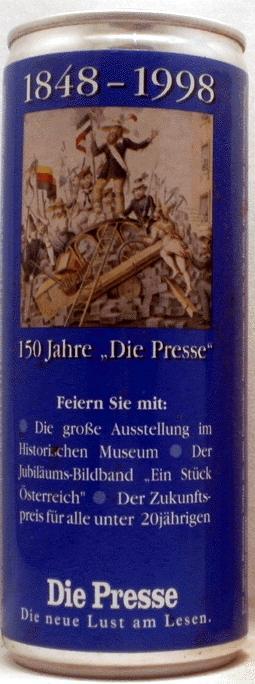 1848 – 1998
150 Jahre „Die Presse“
Feiern Sie mit:
Die große Ausstellung im
Historischen Museum Der
Jubiläums-Bildband „Ein Stück
Österreich“ Der Zukunfts-
preis für alle unter 20jährigen
Die Presse
Die neue Lust am Lesen.